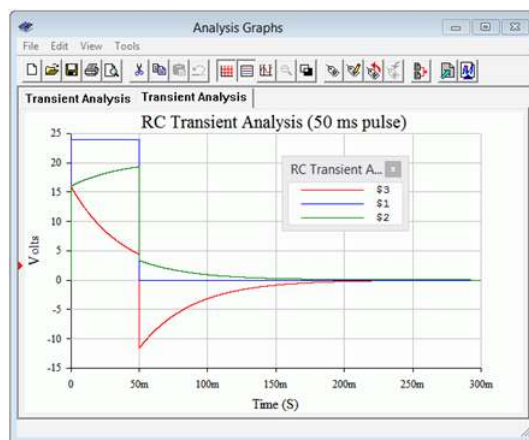 Analysis Graphs
File Edit View Tools
Transient Analysis Transient Analysis
RC Transient Analysis (50 ms pulse)
RC Transient A...
$3
$1
$2
Volts
25
20
15
10
5
0
-5
-10
-15
0 50m 100m 150m 200m 250m 300m
Time (S)